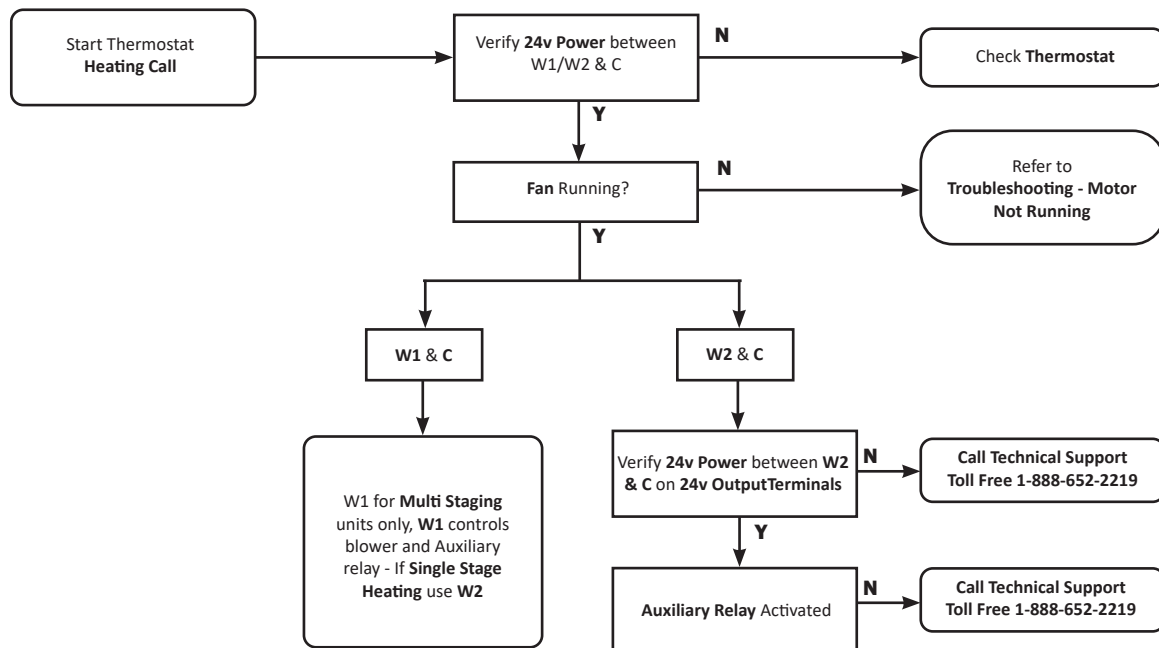 Start Thermostat
Heating Call
Verify 24v Power between
W1/W2 & C
N
Check Thermostat
Y
Fan Running?
N
Refer to
Troubleshooting - Motor
Not Running
Y
W1 & C
W2 & C
W1 for Multi Staging
units only, W1 controls
blower and Auxiliary
relay - If Single Stage
Heating use W2
Verify 24v Power between W2
& C on 24v OutputTerminals
N
Call Technical Support
Toll Free 1-888-652-2219
Y
Auxiliary Relay Activated
N
Call Technical Support
Toll Free 1-888-652-2219